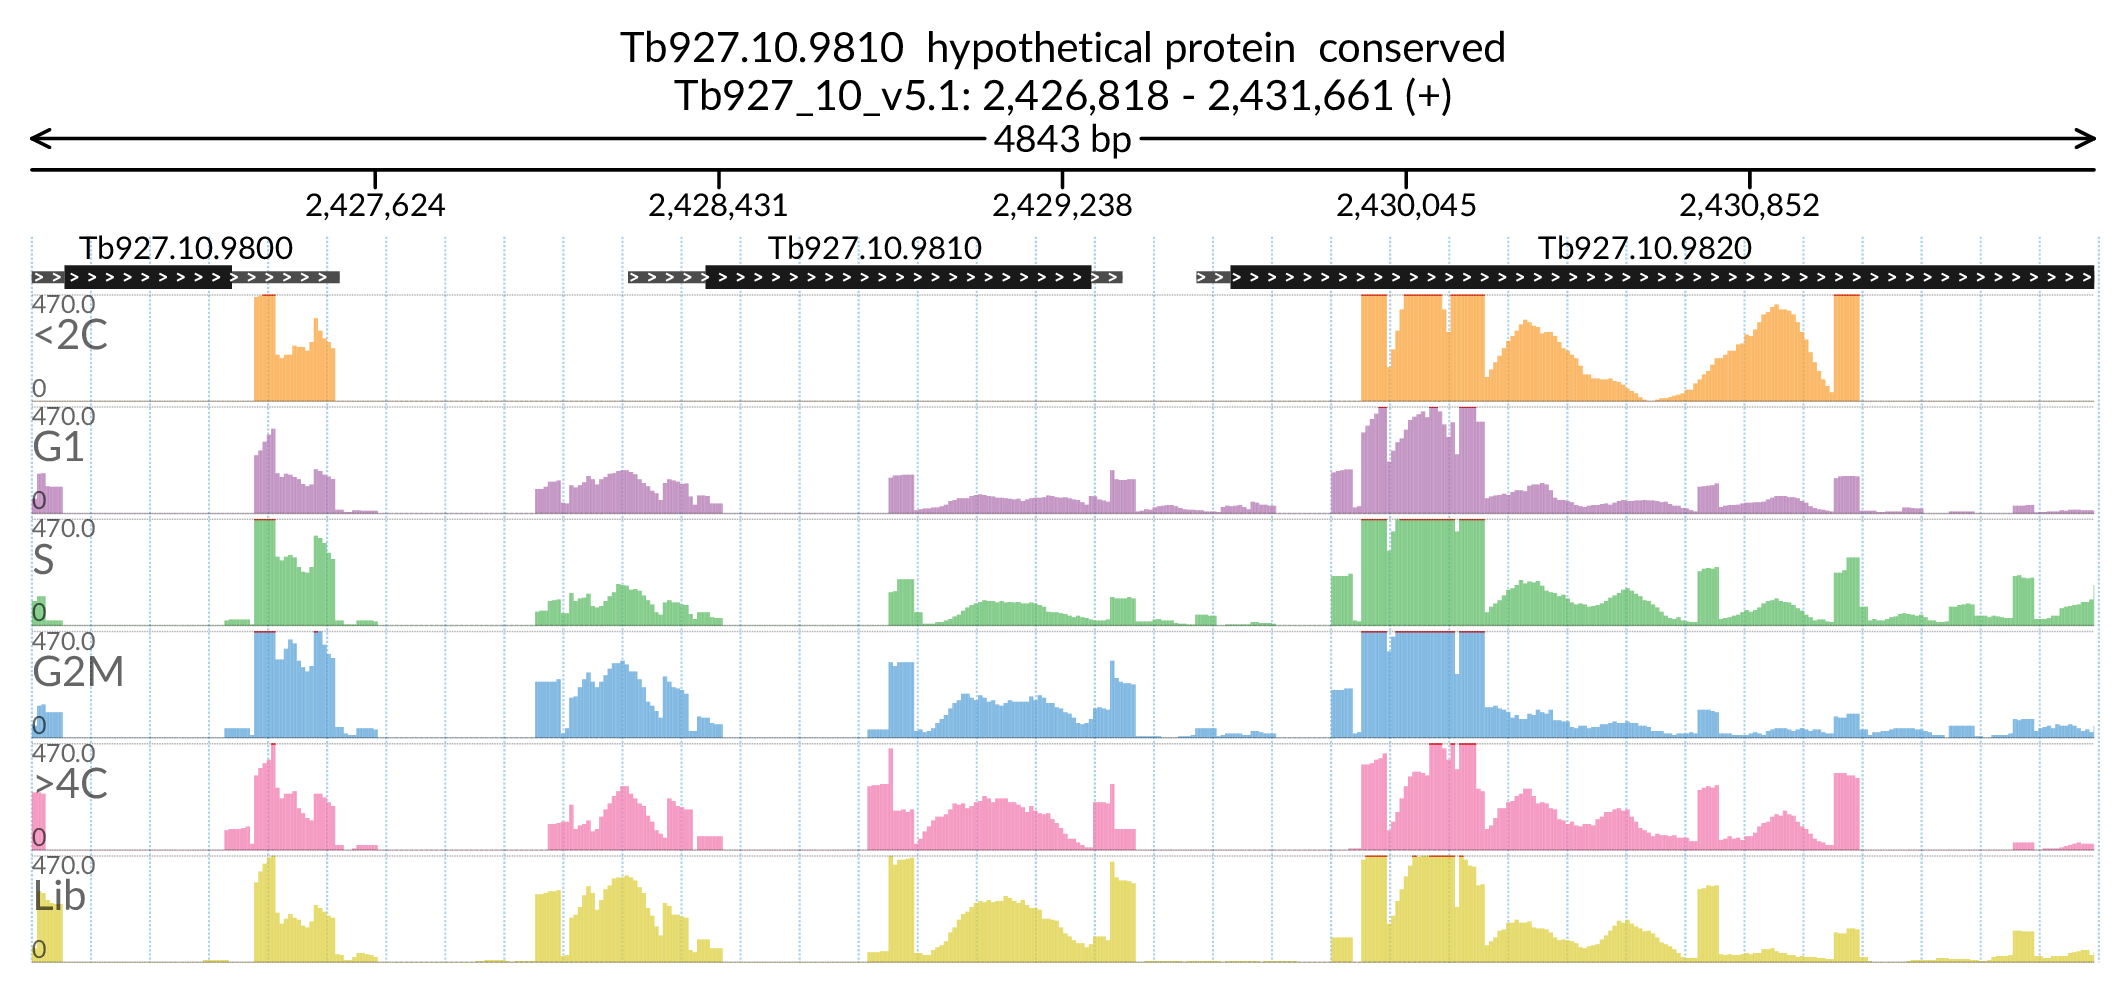 Tb927.10.9810  hypothetical protein  conserved
Tb927_10_v5.1: 2,426,818 - 2,431,661 (+)
4843 bp
2,427,624 2,428,431 2,429,238 2,430,045 2,430,852
Tb927.10.9800 Tb927.10.9810 Tb927.10.9820
470.0
<2C
0
470.0
G1
0
470.0
S
0
470.0
G2M
0
470.0
>4C
0
470.0
Lib
0